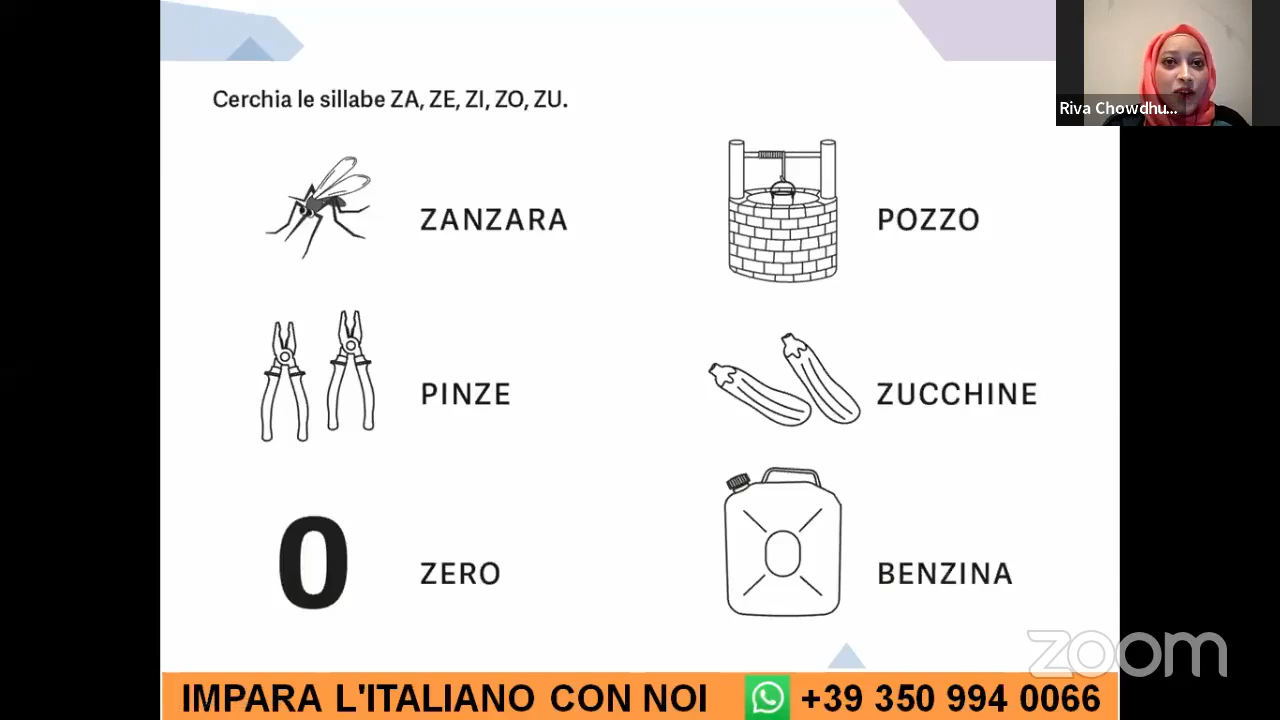 Cerchia le sillabe ZA, ZE, ZI, ZO, ZU.
Riva Chowdhu...
ZANZARA
POZZO
PINZE
ZUCCHINE
0
ZERO
BENZINA
zoom
IMPARA L'ITALIANO CON NOI
+39 350 994 0066